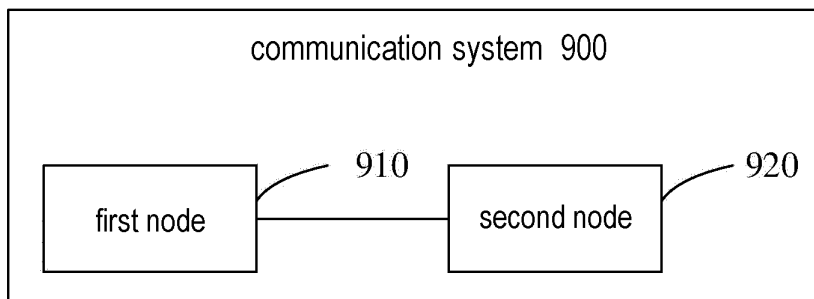 communication system 900
910
920
first node
second node